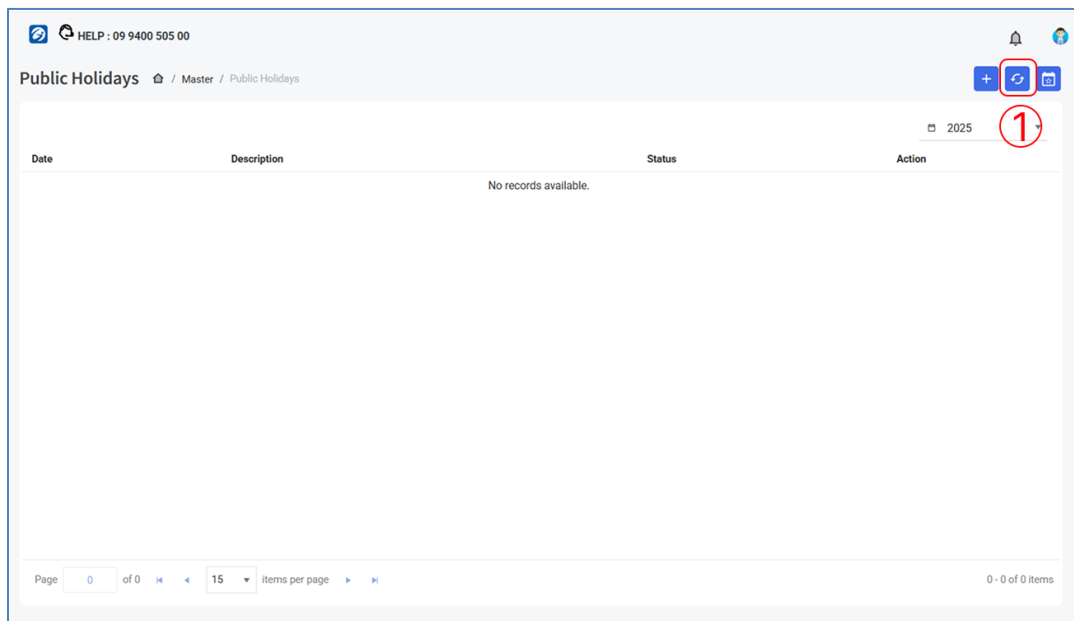 HELP : 09 9400 505 00
Public Holidays / Master / Public Holidays
2025
①
Date Description Status Action
No records available.
Page 0 of 0 15 items per page 0 - 0 of 0 items